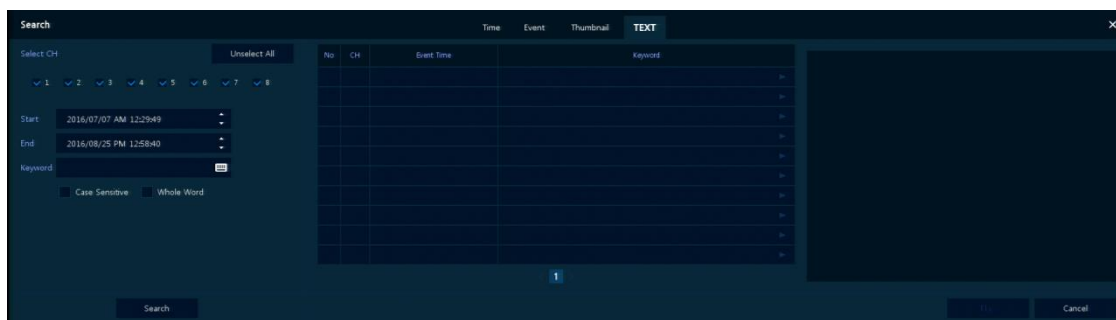 Search
Time Event Thumbnail TEXT
Select CH
Unselect All
1 2 3 4 5 6 7 8
Start 2016/07/07 AM 12:29:49
End 2016/08/25 PM 12:58:40
Keyword
Case Sensitive Whole Word
No CH Event Time Keyword
1
Search
Cancel